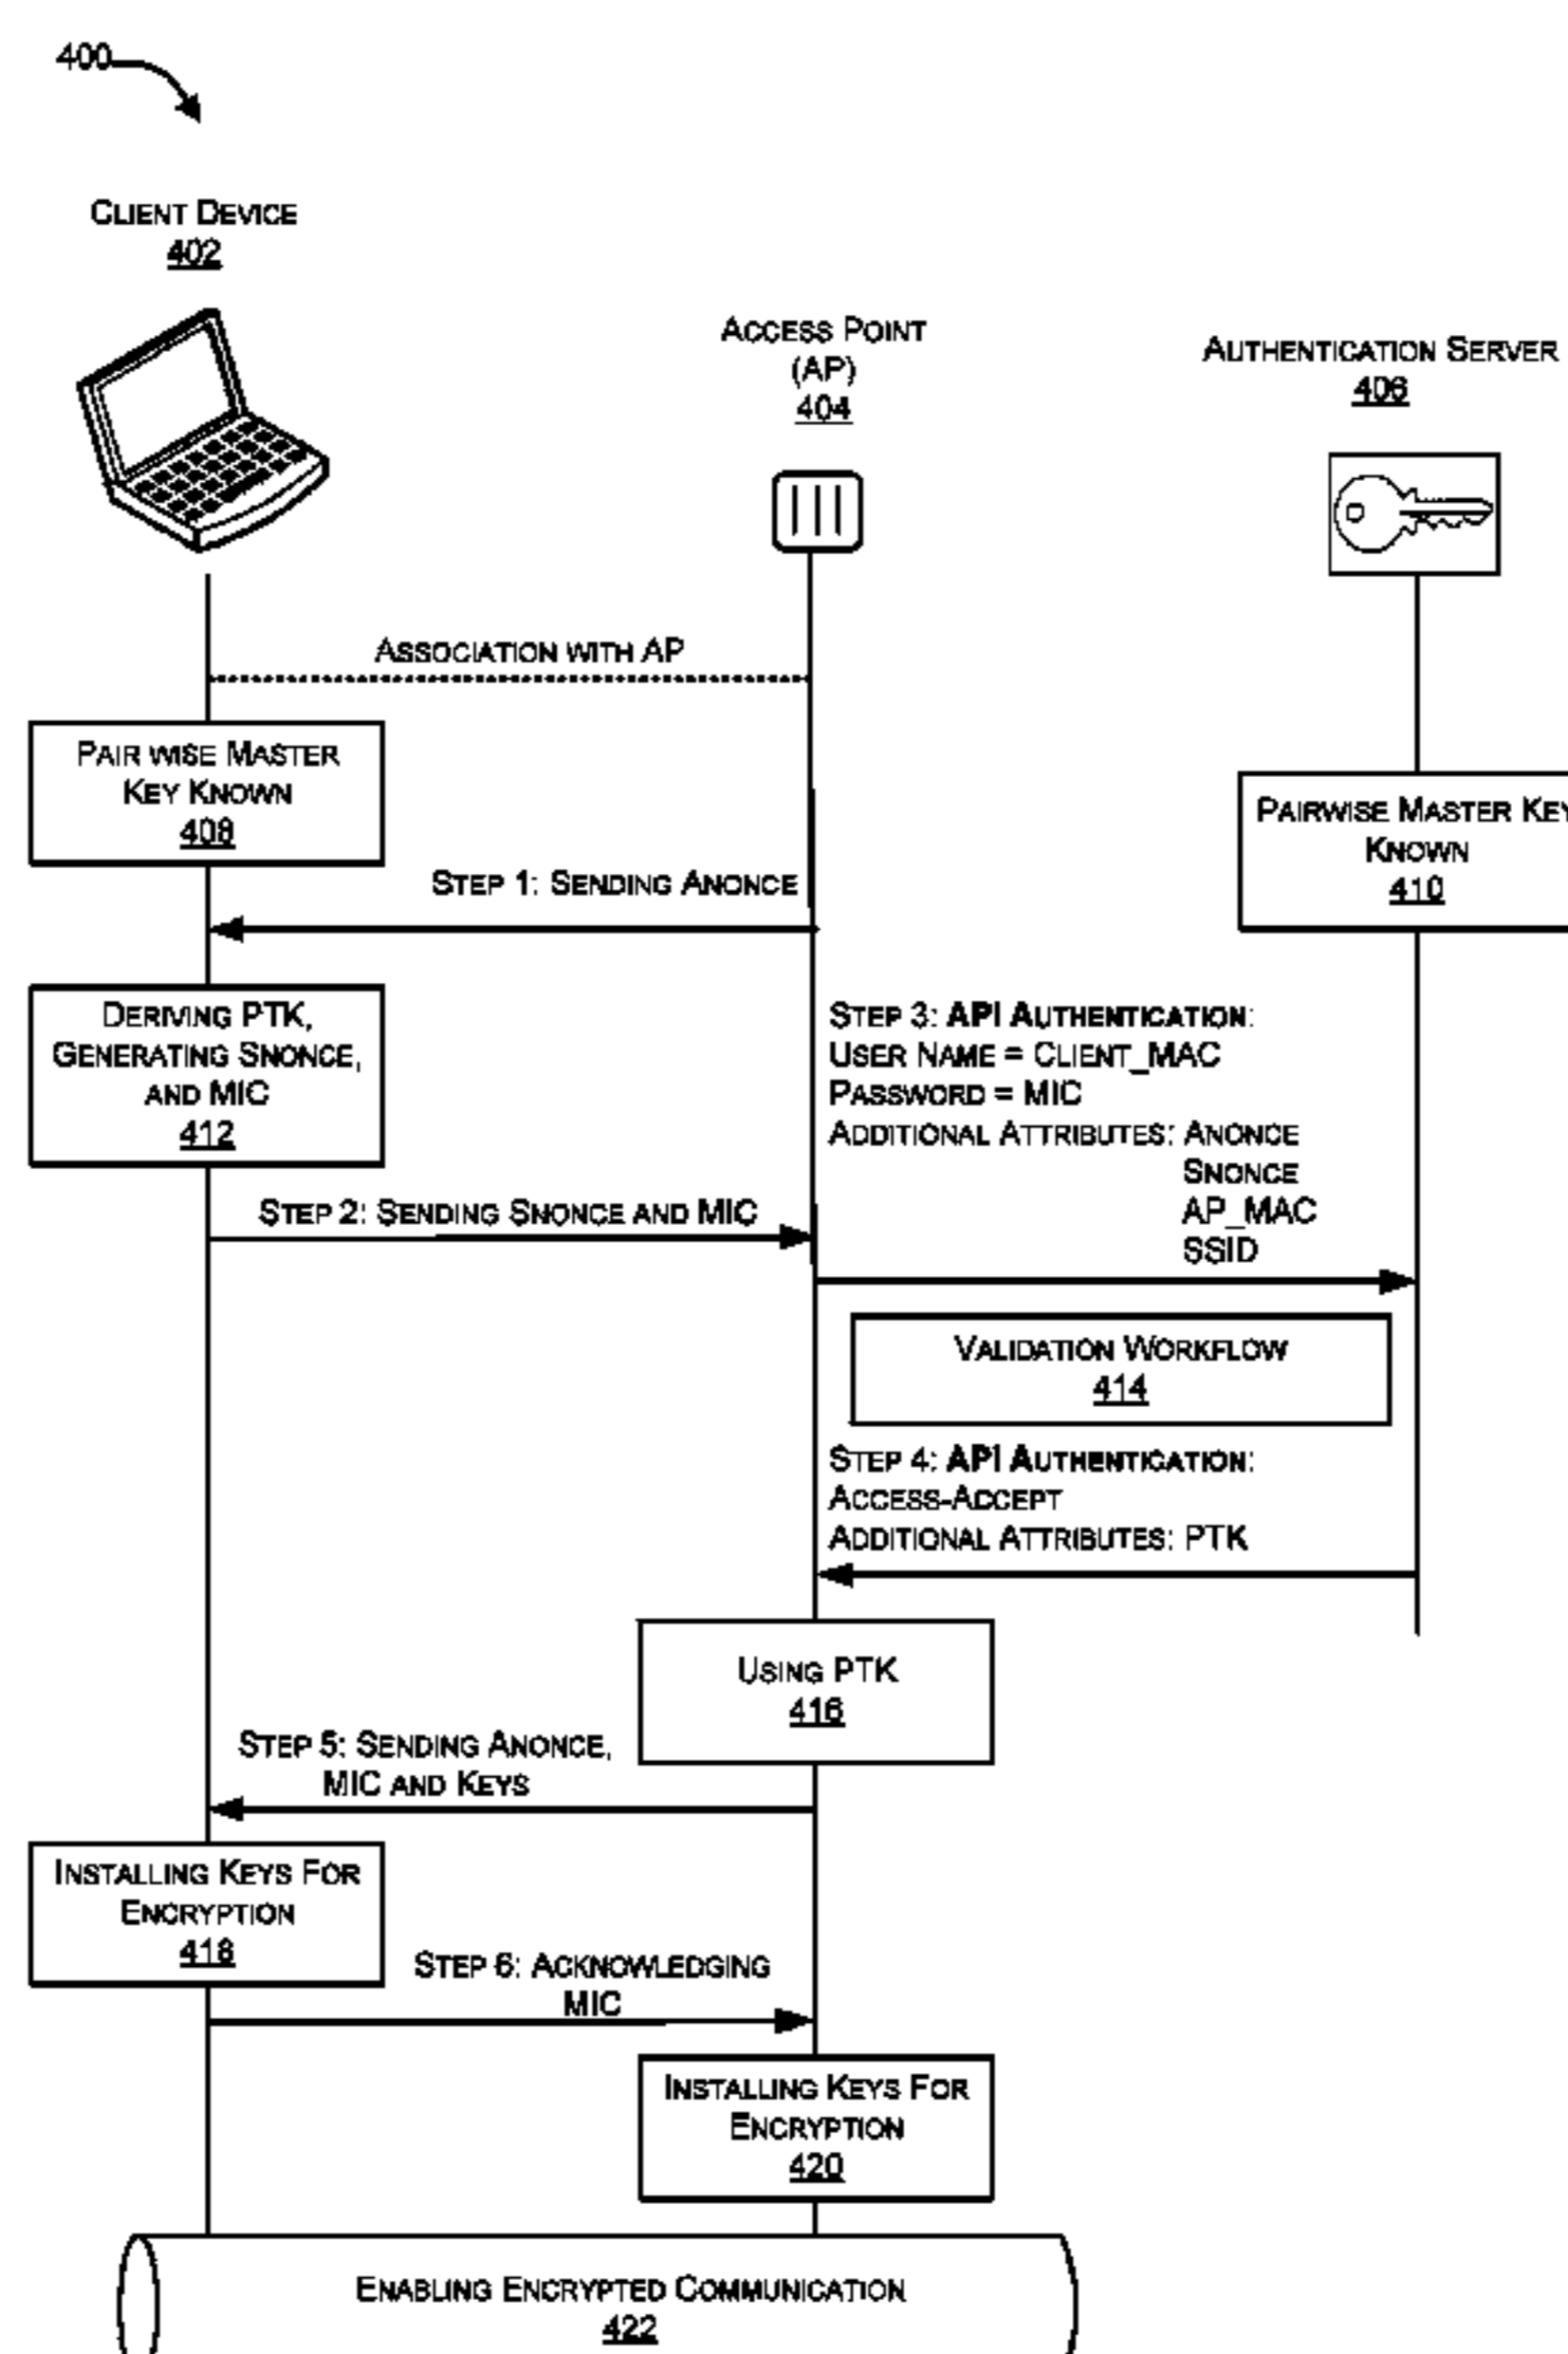 400
CLIENT DEVICE
402
ACCESS POINT
(AP)
404
AUTHENTICATION SERVER
406
ASSOCIATION WITH AP
PAIR WISE MASTER
KEY KNOWN
408
PAIRWISE MASTER KEY
KNOWN
410
STEP 1: SENDING ANONCE
DERIVING PTK,
GENERATING SNONCE,
AND MIC
412
STEP 2: SENDING SNONCE AND MIC
STEP 3: API AUTHENTICATION:
USER NAME = CLIENT_MAC
PASSWORD = MIC
ADDITIONAL ATTRIBUTES: ANONCE
SNONCE
AP_MAC
SSID
VALIDATION WORKFLOW
414
STEP 4: API AUTHENTICATION:
ACCESS-ACCEPT
ADDITIONAL ATTRIBUTES: PTK
USING PTK
416
STEP 5: SENDING ANONCE,
MIC AND KEYS
INSTALLING KEYS FOR
ENCRYPTION
418
STEP 6: ACKNOWLEDGING
MIC
INSTALLING KEYS FOR
ENCRYPTION
420
ENABLING ENCRYPTED COMMUNICATION
422